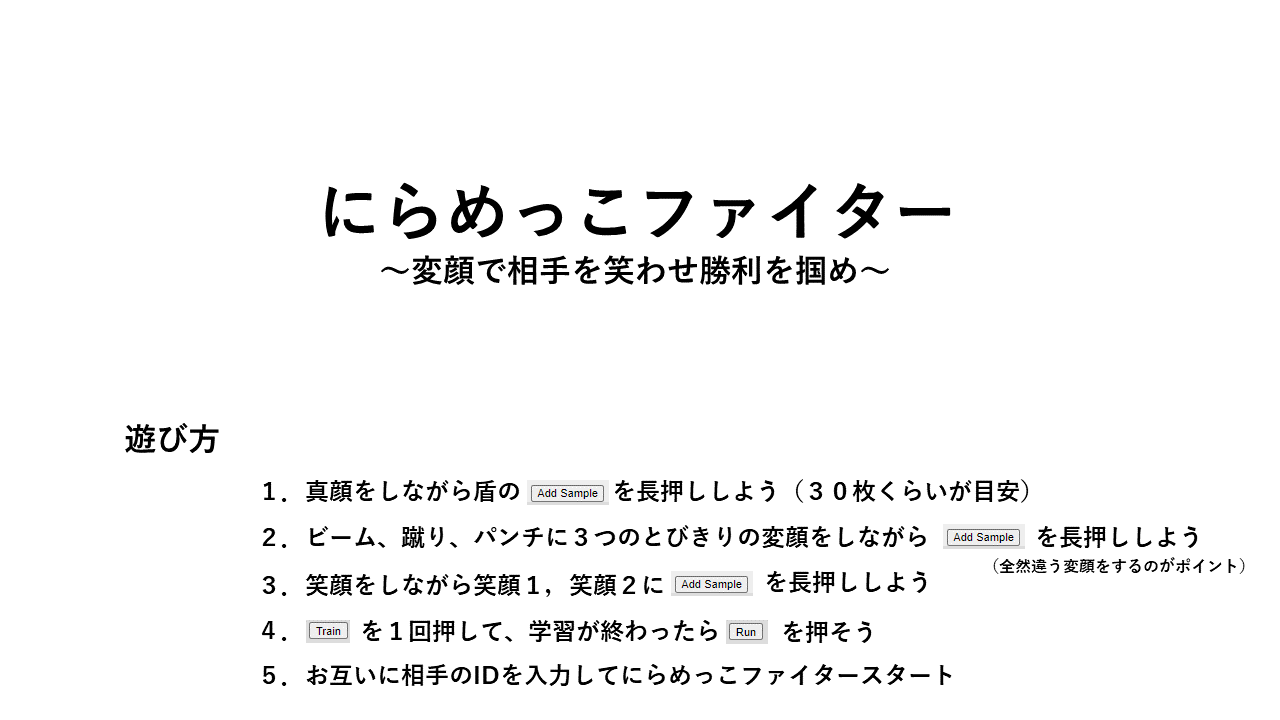 にらめっこファイター
～変顔で相手を笑わせ勝利を掴め～
遊び方
１．真顔をしながら盾の Add Sample を長押ししよう（３０枚くらいが目安）
２．ビーム、蹴り、パンチに３つのとびきりの変顔をしながら Add Sample を長押ししよう
（全然違う変顔をするのがポイント）
３．笑顔をしながら笑顔１，笑顔２に Add Sample を長押ししよう
４． Train を１回押して、学習が終わったら Run を押そう
５．お互いに相手のIDを入力してにらめっこファイタースタート